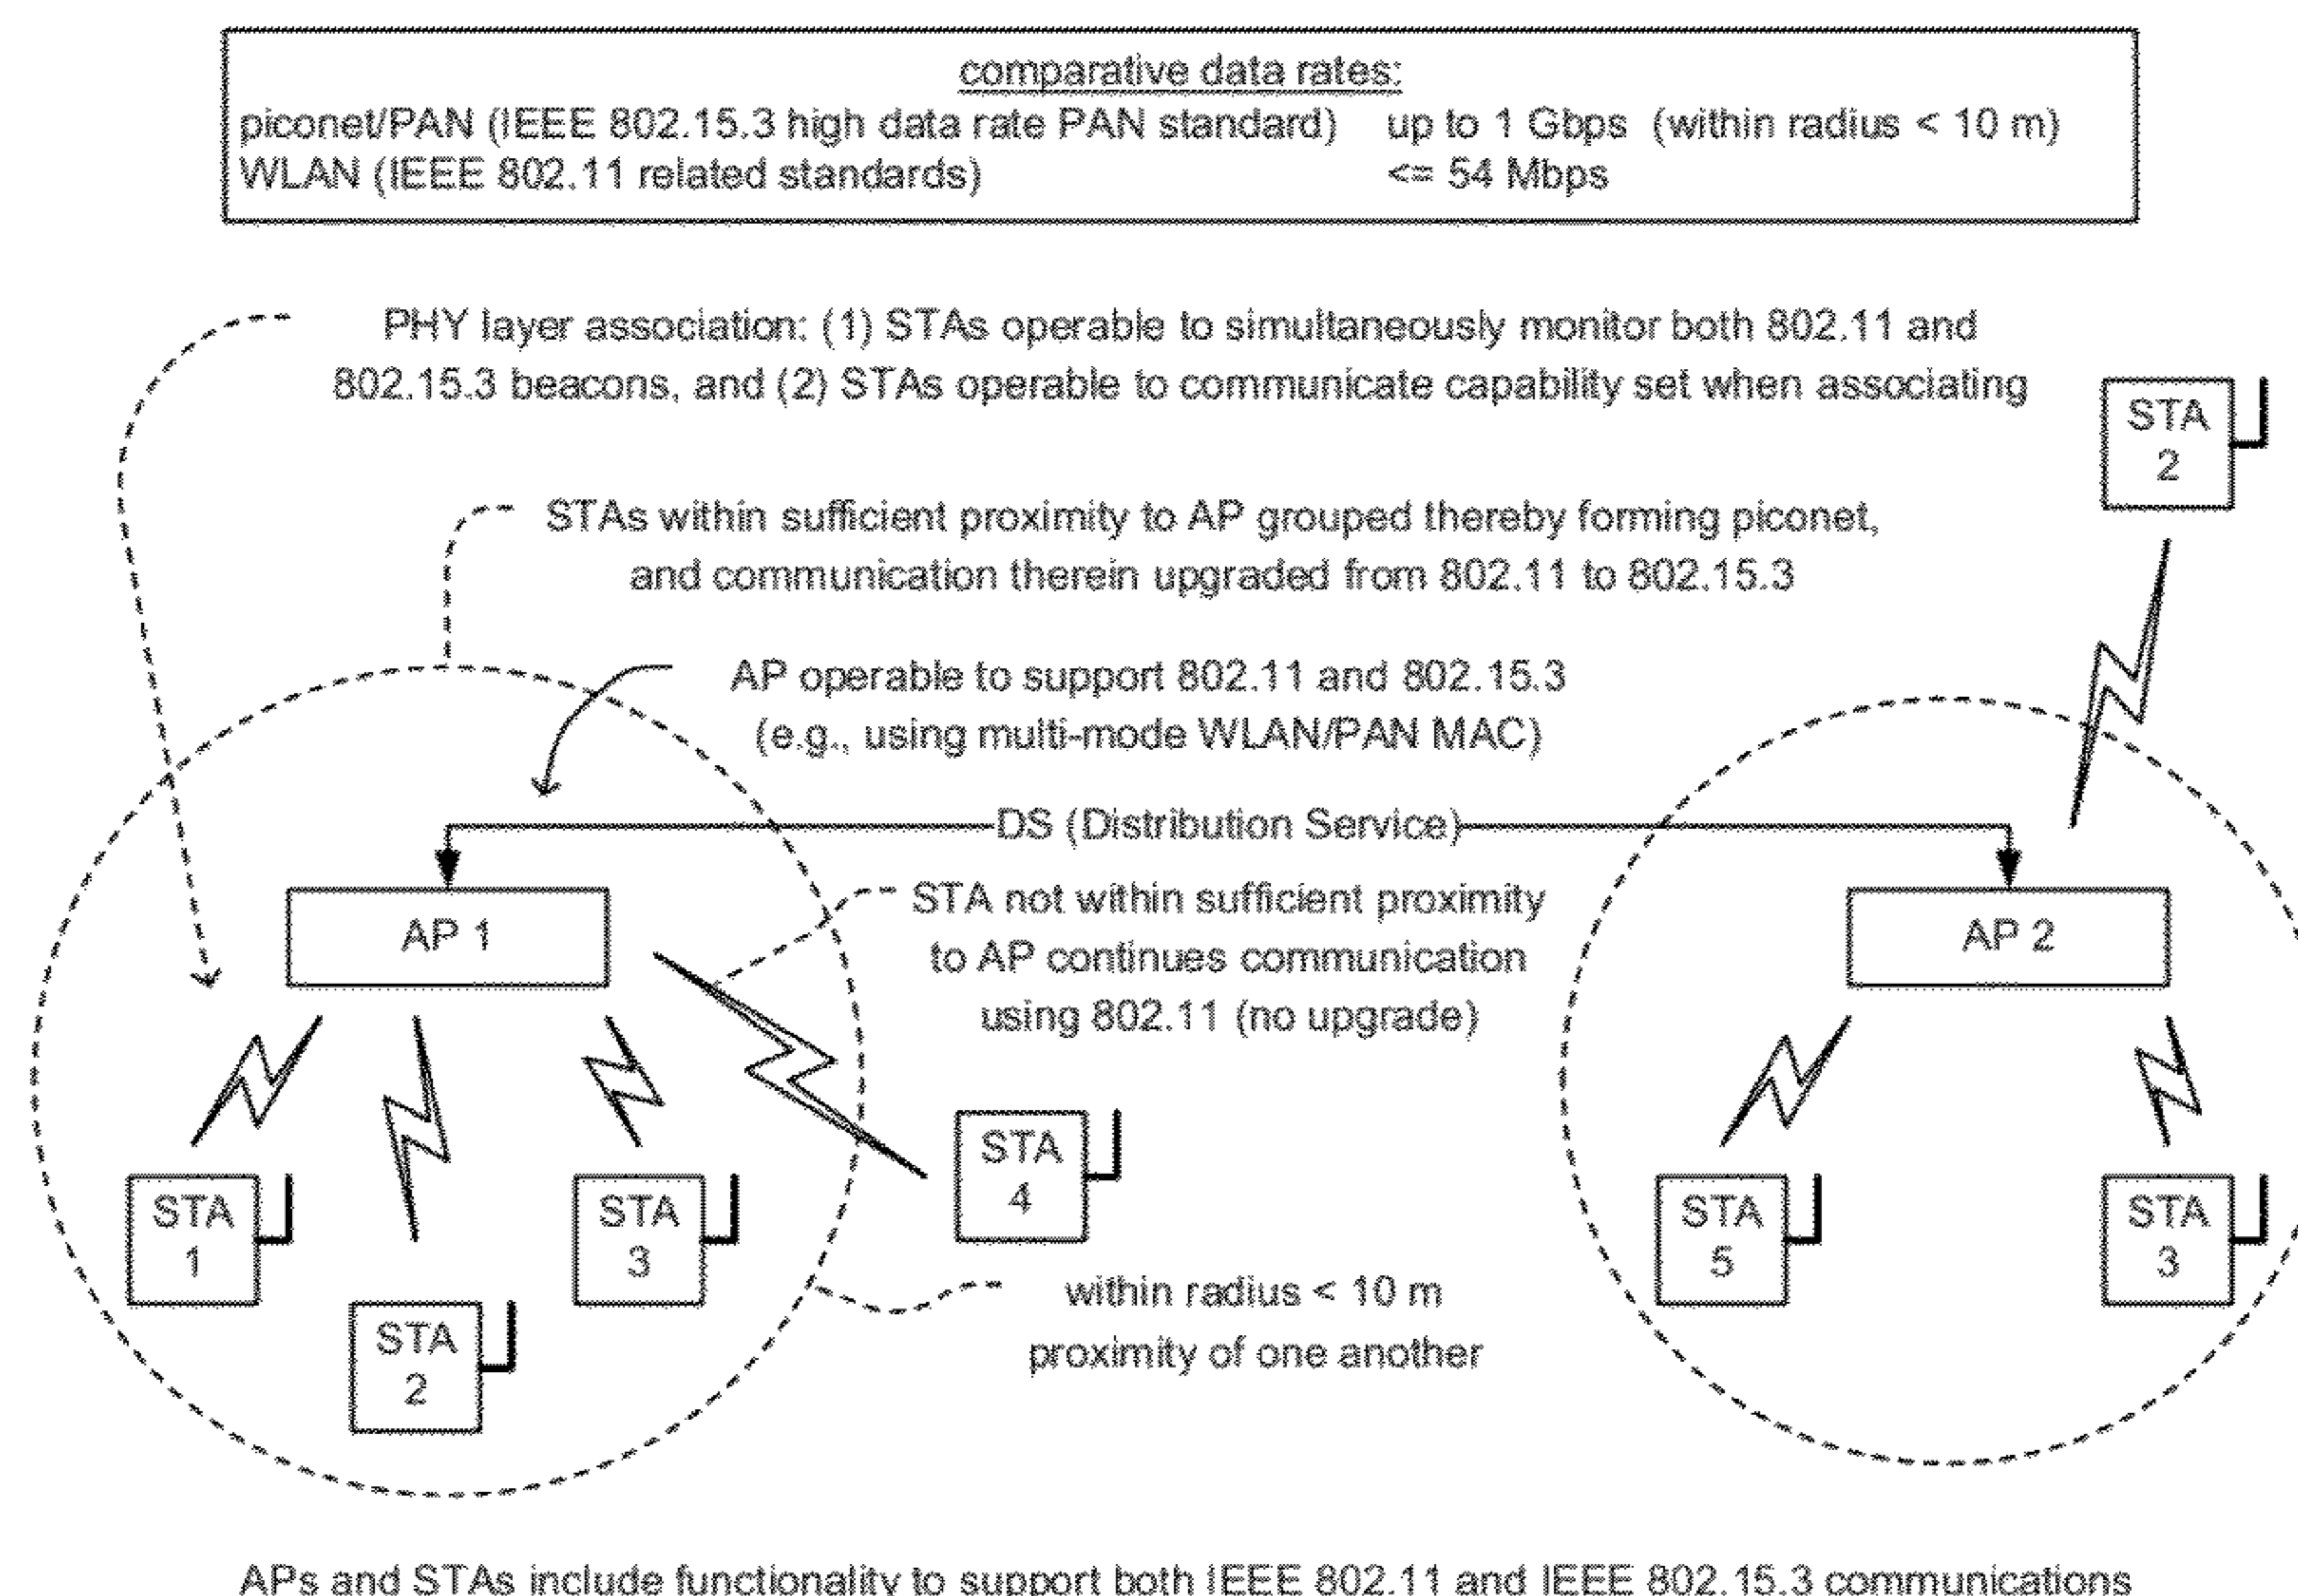 comparative data rates:
piconet/PAN (IEEE 802.15.3 high data rate PAN standard) up to 1 Gbps (within radius < 10 m)
WLAN (IEEE 802.11 related standards) <= 54 Mbps
PHY layer association: (1) STAs operable to simultaneously monitor both 802.11 and
802.15.3 beacons, and (2) STAs operable to communicate capability set when associating
STA
2
STAs within sufficient proximity to AP grouped thereby forming piconet,
and communication therein upgraded from 802.11 to 802.15.3
AP operable to support 802.11 and 802.15.3
(e.g., using multi-mode WLAN/PAN MAC)
DS (Distribution Service)
AP 1
STA not within sufficient proximity
to AP continues communication
using 802.11 (no upgrade)
AP 2
STA
1
STA
2
STA
3
STA
4
STA
5
STA
3
within radius < 10 m
proximity of one another
APs and STAs include functionality to support both IEEE 802.11 and IEEE 802.15.3 communications